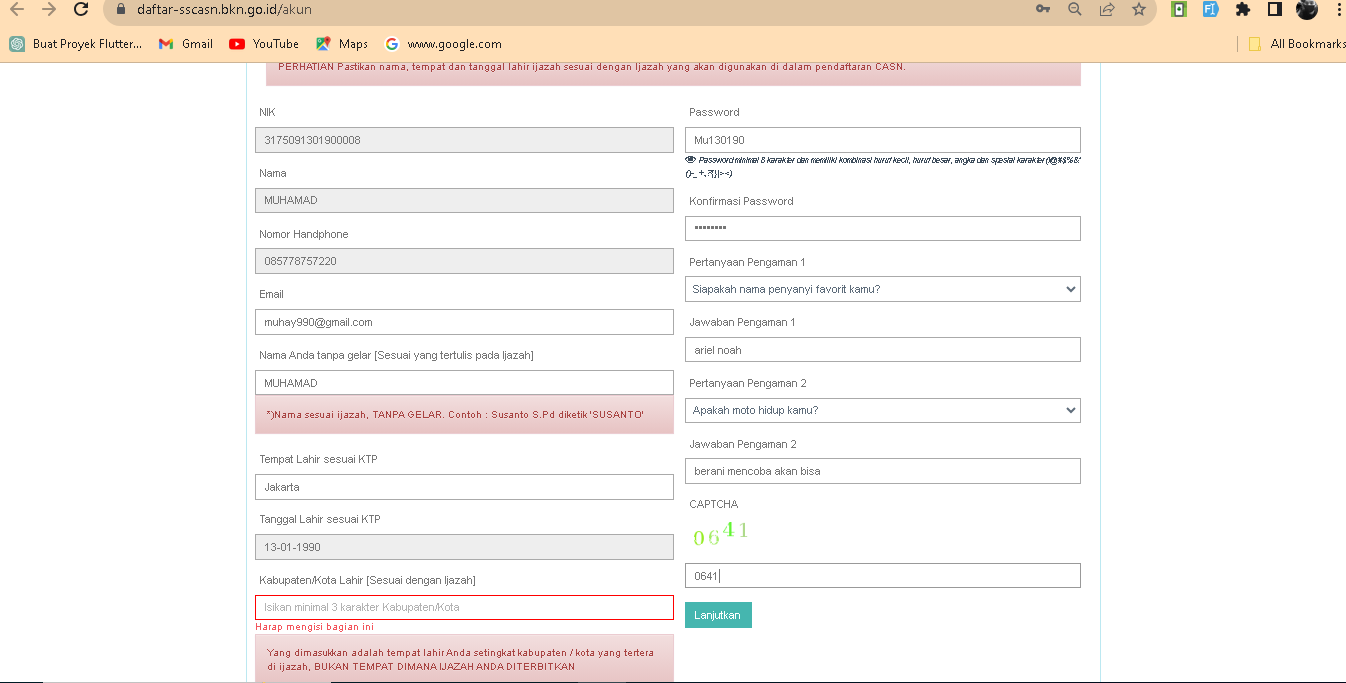 daftar-sscasn.bkn.go.id/akun
Buat Proyek Flutter... Gmail YouTube Maps www.google.com All Bookmarks
PERHATIAN Pastikan nama, tempat dan tanggal lahir ijazah sesuai dengan Ijazah yang akan digunakan di dalam pendaftaran CASN.
NIK
3175091301900008
Nama
MUHAMAD
Nomor Handphone
085778757220
Email
muhay990@gmail.com
Nama Anda tanpa gelar [Sesuai yang tertulis pada Ijazah]
MUHAMAD
*)Nama sesuai ijazah, TANPA GELAR. Contoh : Susanto S.Pd diketik 'SUSANTO'
Tempat Lahir sesuai KTP
Jakarta
Tanggal Lahir sesuai KTP
13-01-1990
Kabupaten/Kota Lahir [Sesuai dengan Ijazah]
Isikan minimal 3 karakter Kabupaten/Kota
Harap mengisi bagian ini
Yang dimasukkan adalah tempat lahir Anda setingkat kabupaten / kota yang tertera
di ijazah, BUKAN TEMPAT DIMANA IJAZAH ANDA DITERBITKAN
Password
Mu130190
Password minimal 8 karakter dan memiliki kombinasi huruf kecil, huruf besar, angka dan spesial karakter
Konfirmasi Password
••••••••
Pertanyaan Pengaman 1
Siapakah nama penyanyi favorit kamu?
Jawaban Pengaman 1
ariel noah
Pertanyaan Pengaman 2
Apakah moto hidup kamu?
Jawaban Pengaman 2
berani mencoba akan bisa
CAPTCHA
0641
0641
Lanjutkan